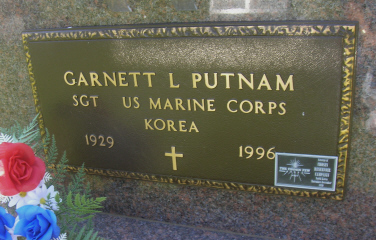 GARNETT L PUTNAM
SGT US MARINE CORPS
KOREA
1929 1996